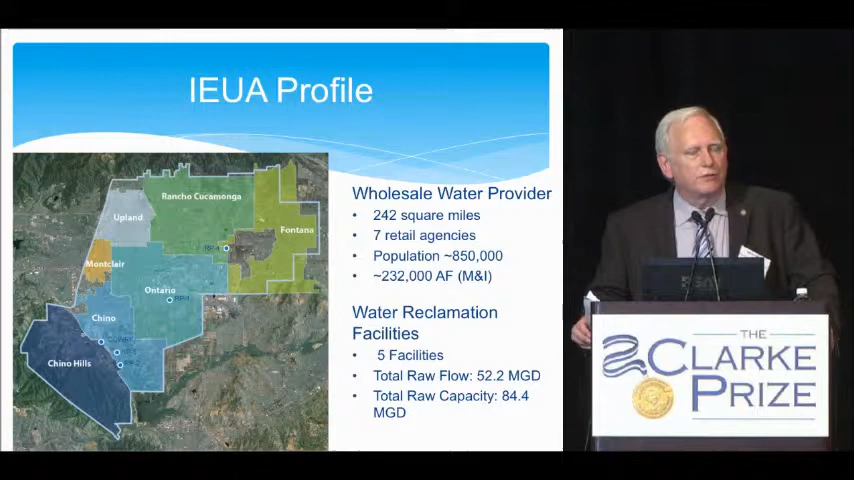 IEUA Profile
Rancho Cucamonga
Upland
Fontana
Montclair
Ontario
Chino
Chino Hills
Wholesale Water Provider
• 242 square miles
• 7 retail agencies
• Population ~850,000
• ~232,000 AF (M&I)
Water Reclamation
Facilities
• 5 Facilities
• Total Raw Flow: 52.2 MGD
• Total Raw Capacity: 84.4
MGD
THE
CLARKE
PRIZE